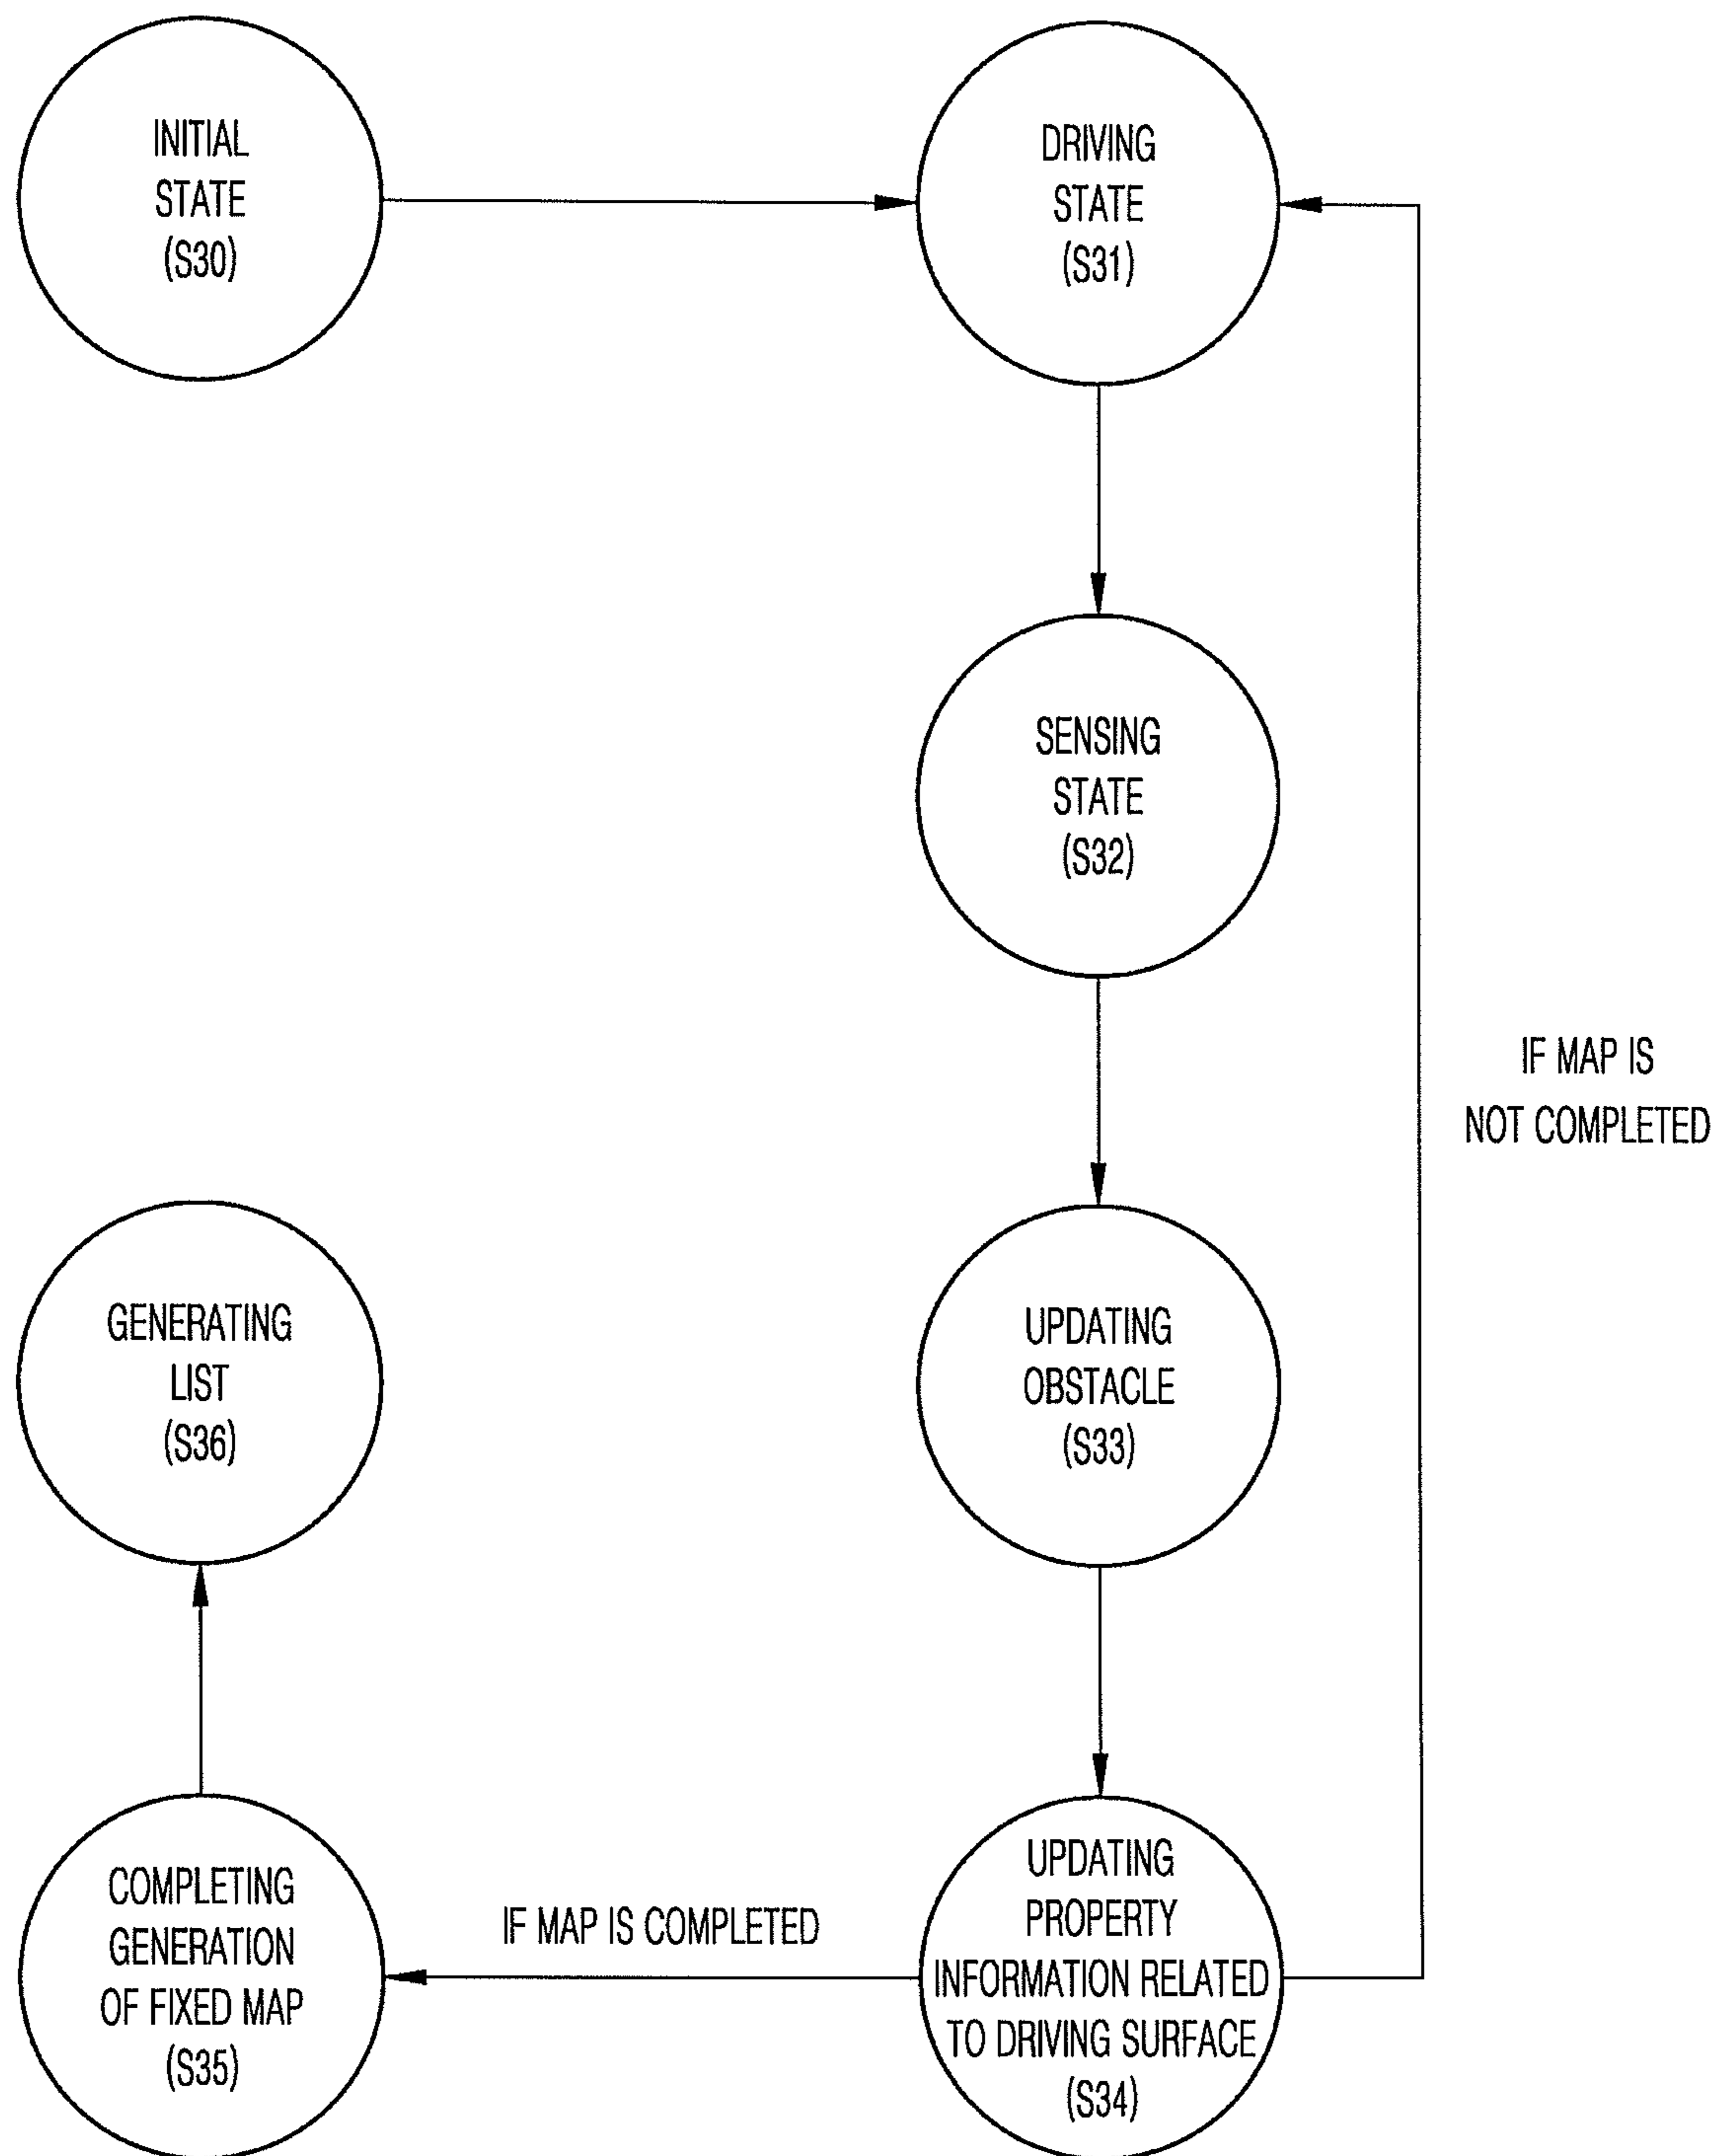 INITIAL
STATE
(S30)
DRIVING
STATE
(S31)
SENSING
STATE
(S32)
IF MAP IS
NOT COMPLETED
GENERATING
LIST
(S36)
UPDATING
OBSTACLE
(S33)
COMPLETING
GENERATION
OF FIXED MAP
(S35)
IF MAP IS COMPLETED
UPDATING
PROPERTY
INFORMATION RELATED
TO DRIVING SURFACE
(S34)